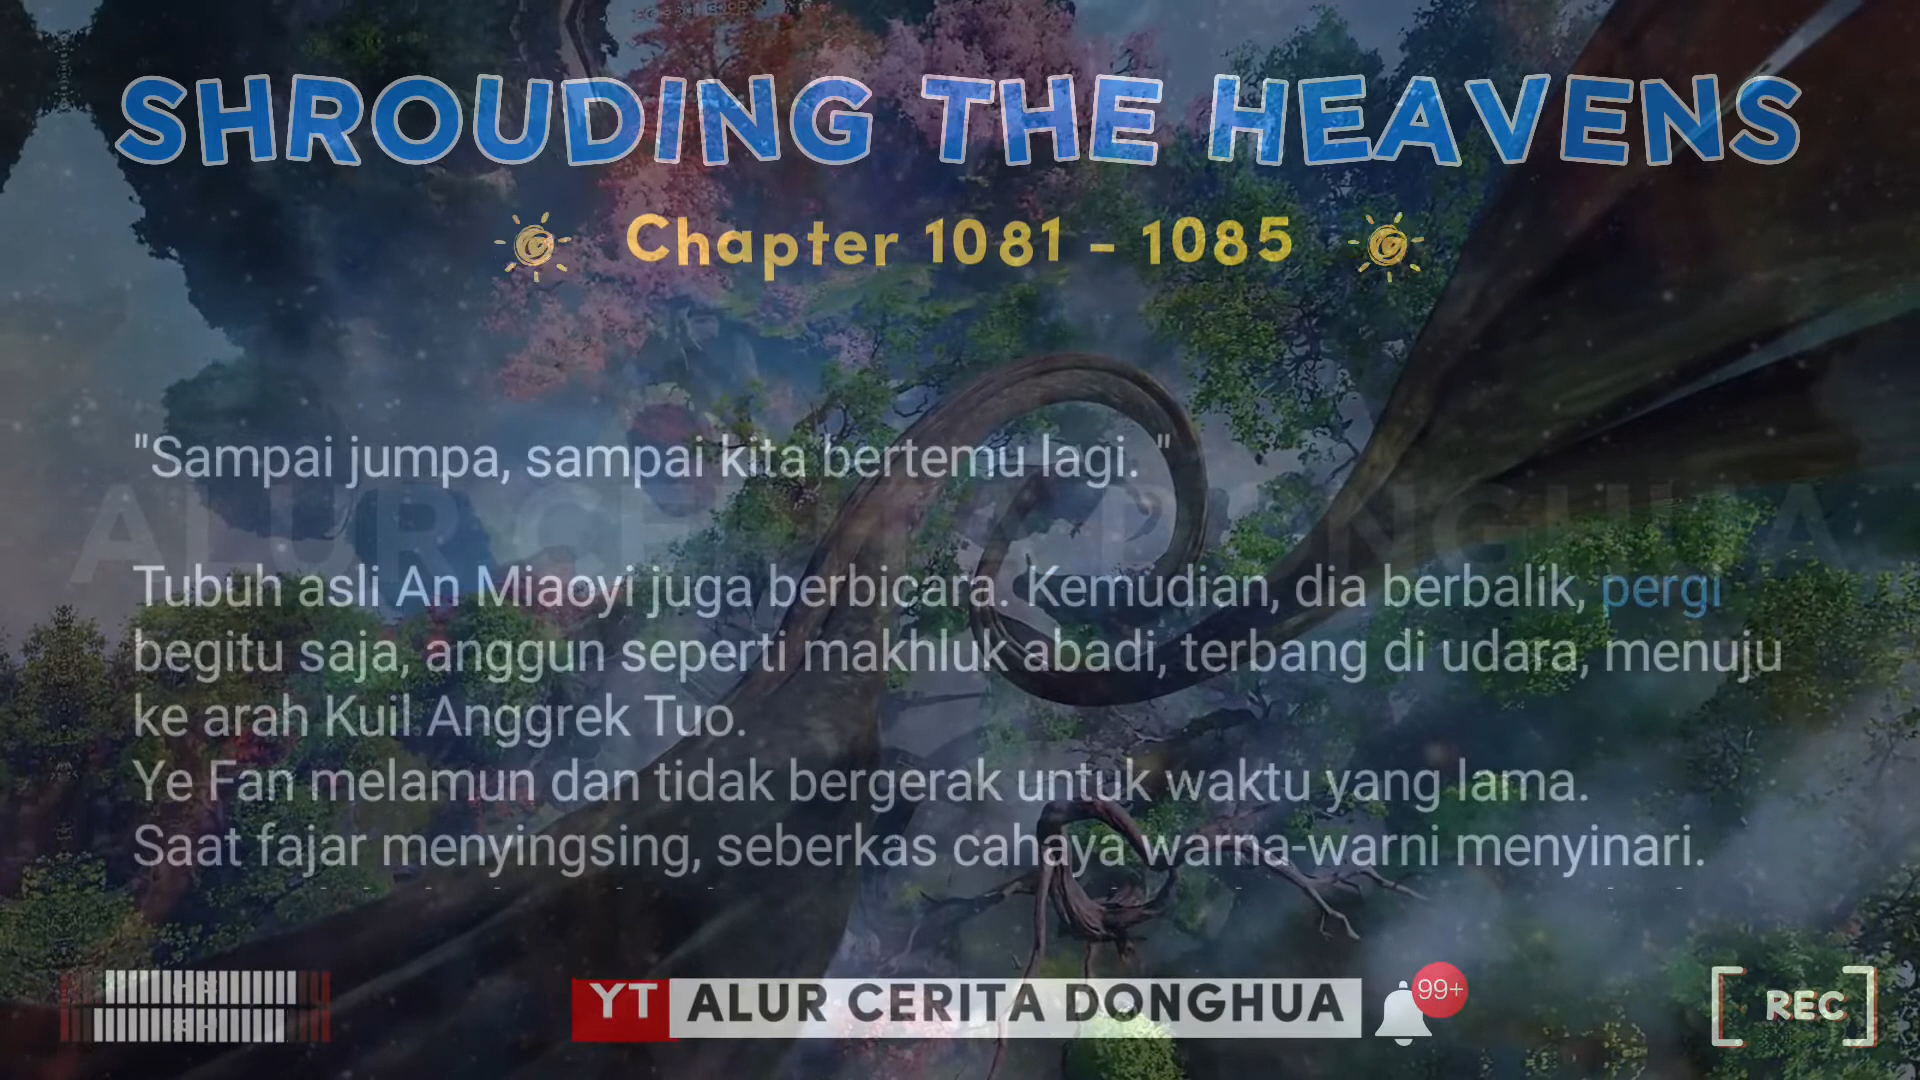 SHROUDING THE HEAVENS
Chapter 1081 - 1085
"Sampai jumpa, sampai kita bertemu lagi. "
ALUR CERITA DONGHUA
Tubuh asli An Miaoyi juga berbicara. Kemudian, dia berbalik, pergi
begitu saja, anggun seperti makhluk abadi, terbang di udara, menuju
ke arah Kuil Anggrek Tuo.
Ye Fan melamun dan tidak bergerak untuk waktu yang lama.
Saat fajar menyingsing, seberkas cahaya warna-warni menyinari.
YT ALUR CERITA DONGHUA
99+
REC